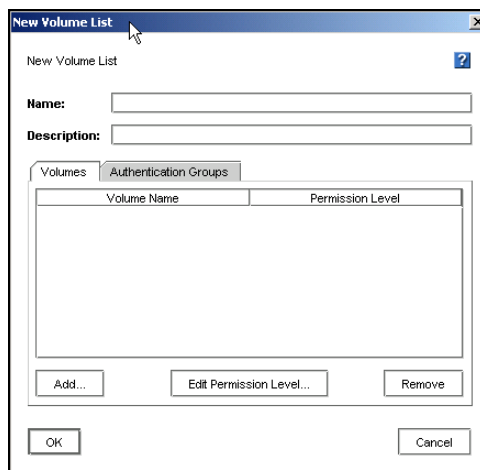 New Volume List
New Volume List
?
Name:
Description:
Volumes Authentication Groups
Volume Name Permission Level
Add... Edit Permission Level... Remove
OK Cancel